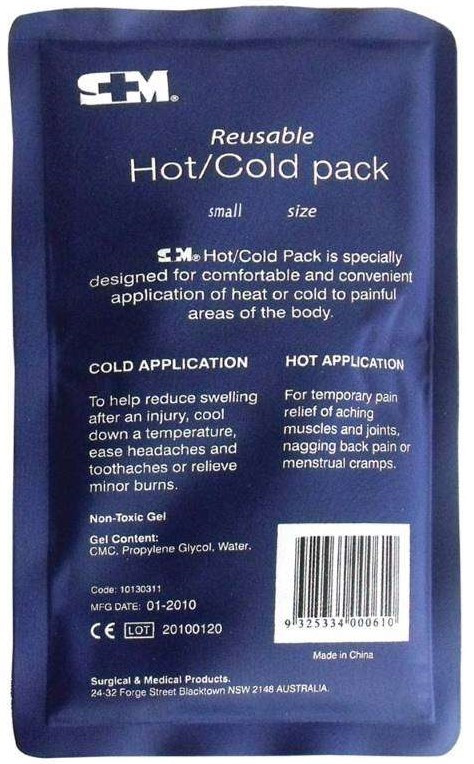 S+M®
Reusable
Hot/Cold pack
small size
S+M® Hot/Cold Pack is specially
designed for comfortable and convenient
application of heat or cold to painful
areas of the body.
COLD APPLICATION
To help reduce swelling
after an injury, cool
down a temperature,
ease headaches and
toothaches or relieve
minor burns.
HOT APPLICATION
For temporary pain
relief of aching
muscles and joints,
nagging back pain or
menstrual cramps.
Non-Toxic Gel
Gel Content:
CMC, Propylene Glycol, Water.
Code: 10130311
MFG DATE: 01-2010
CE LOT 20100120
9 325334 000610
Made in China
Surgical & Medical Products.
24-32 Forge Street Blacktown NSW 2148 AUSTRALIA.